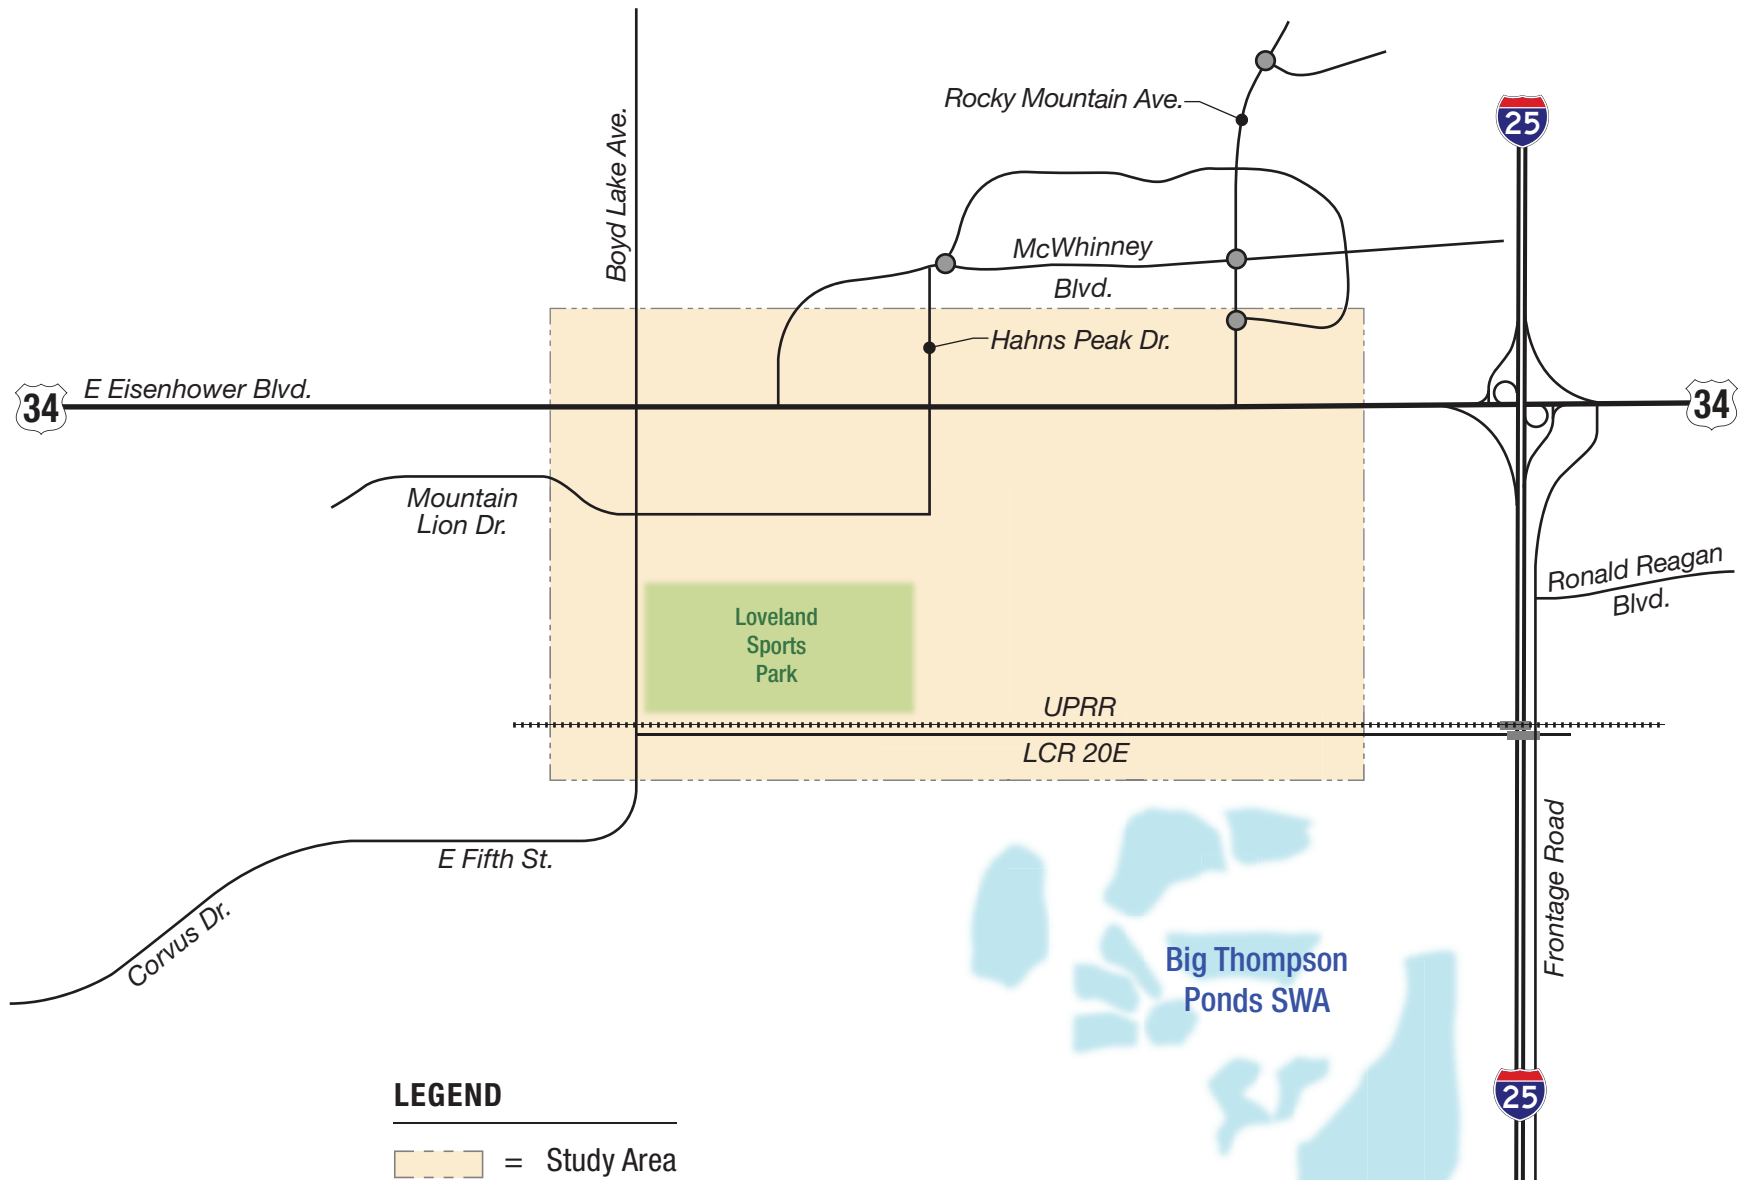 Rocky Mountain Ave.
25
Boyd Lake Ave.
McWhinney
Blvd.
Hahns Peak Dr.
E Eisenhower Blvd.
34
34
Mountain
Lion Dr.
Ronald Reagan
Blvd.
Loveland
Sports
Park
UPRR
LCR 20E
E Fifth St.
Corvus Dr.
Frontage Road
Big Thompson
Ponds SWA
25
LEGEND
= Study Area